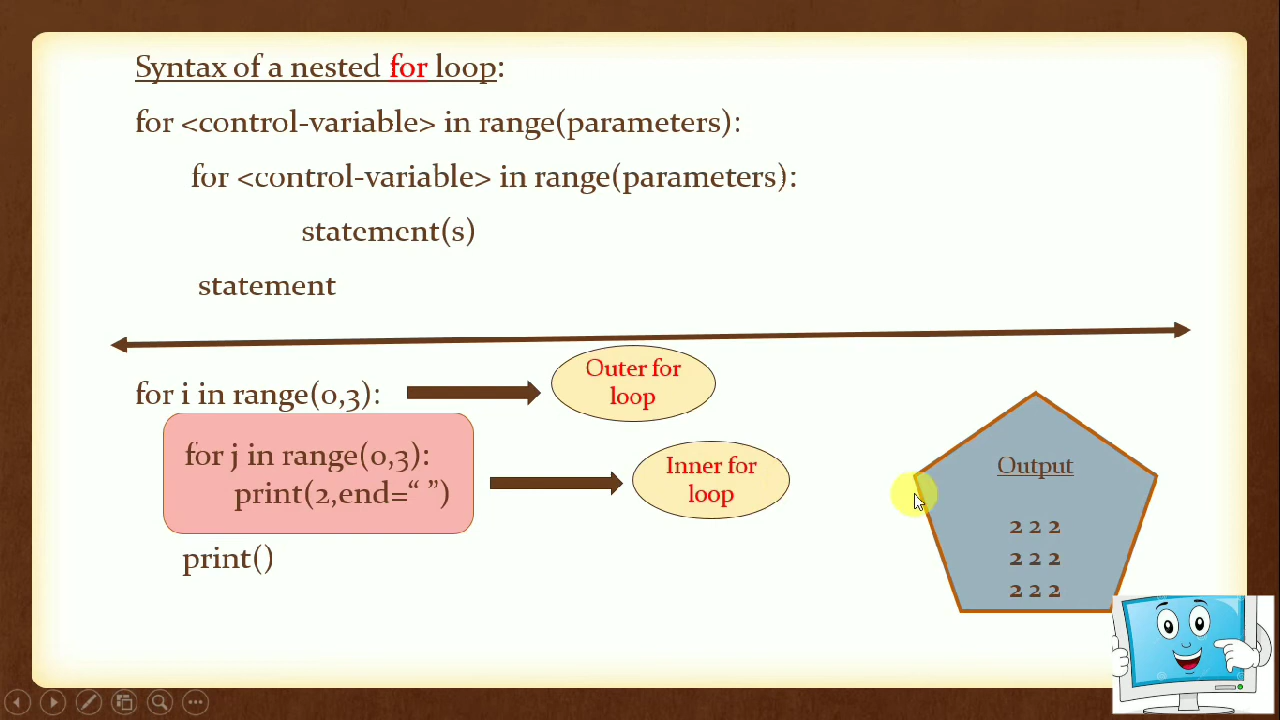 Syntax of a nested for loop:
for <control-variable> in range(parameters):
for <control-variable> in range(parameters):
statement(s)
statement
for i in range(0,3):
Outer for
loop
for j in range(0,3):
print(2,end=“ ”)
Inner for
loop
print()
Output
2 2 2
2 2 2
2 2 2